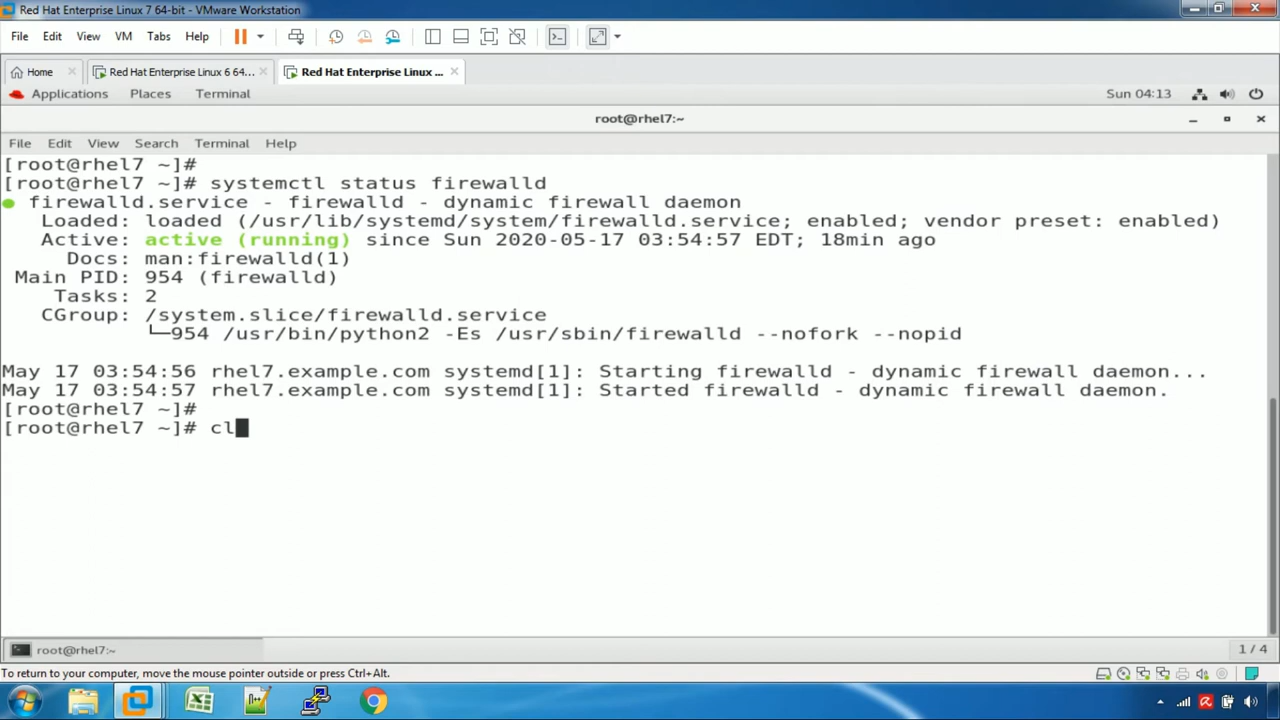 Red Hat Enterprise Linux 7 64-bit - VMware Workstation
File Edit View VM Tabs Help
Home Red Hat Enterprise Linux 6 64... Red Hat Enterprise Linux ...
Applications Places Terminal Sun 04:13
root@rhel7:~
File Edit View Search Terminal Help
[root@rhel7 ~]#
[root@rhel7 ~]# systemctl status firewalld
● firewalld.service - firewalld - dynamic firewall daemon
Loaded: loaded (/usr/lib/systemd/system/firewalld.service; enabled; vendor preset: enabled)
Active: active (running) since Sun 2020-05-17 03:54:57 EDT; 18min ago
Docs: man:firewalld(1)
Main PID: 954 (firewalld)
Tasks: 2
CGroup: /system.slice/firewalld.service
└─954 /usr/bin/python2 -Es /usr/sbin/firewalld --nofork --nopid
May 17 03:54:56 rhel7.example.com systemd[1]: Starting firewalld - dynamic firewall daemon...
May 17 03:54:57 rhel7.example.com systemd[1]: Started firewalld - dynamic firewall daemon.
[root@rhel7 ~]#
[root@rhel7 ~]# cl
root@rhel7:~ 1 / 4
To return to your computer, move the mouse pointer outside or press Ctrl+Alt.